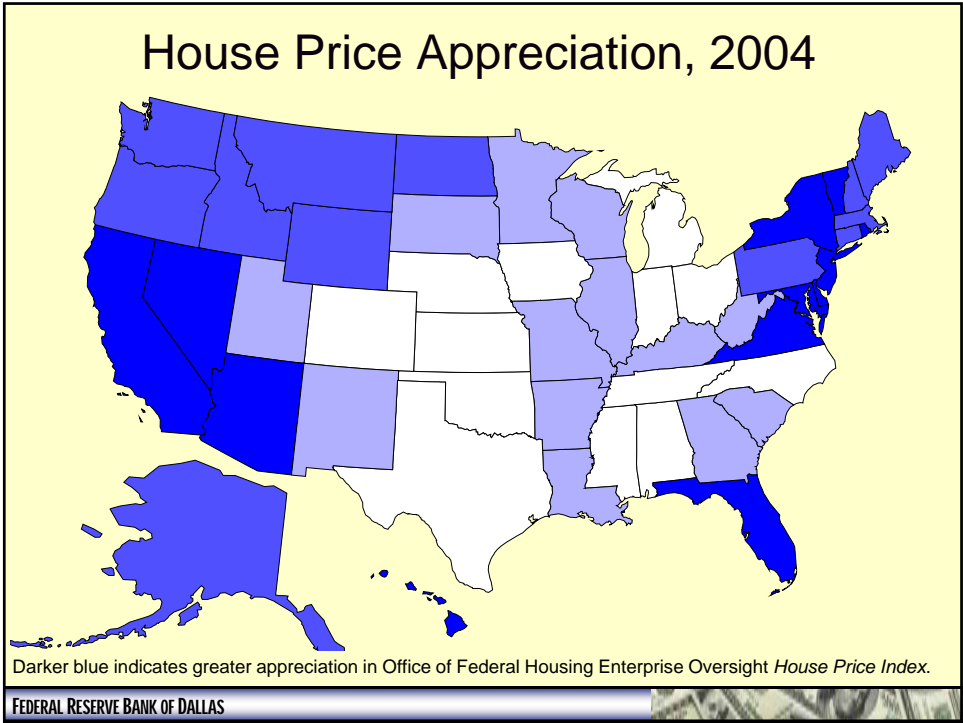 House Price Appreciation, 2004
Darker blue indicates greater appreciation in Office of Federal Housing Enterprise Oversight House Price Index.
FEDERAL RESERVE BANK OF DALLAS